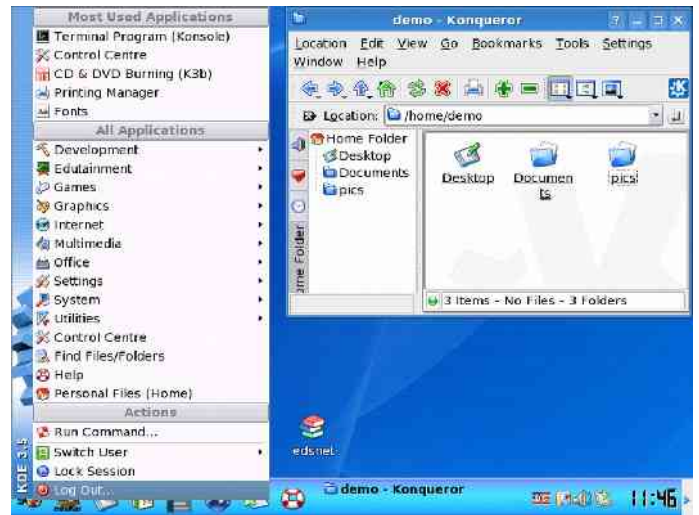 Most Used Applications
Terminal Program (Konsole)
Control Centre
CD & DVD Burning (K3b)
Printing Manager
Fonts
All Applications
Development
Edutainment
Games
Graphics
Internet
Multimedia
Office
Settings
System
Utilities
Control Centre
Find Files/Folders
Help
Personal Files (Home)
Actions
Run Command...
Switch User
Lock Session
Log Out...
KDE 3.5
demo - Konqueror
Location Edit View Go Bookmarks Tools Settings
Window Help
Location: /home/demo
Home Folder
Desktop
Documents
pics
Desktop
Documen
ts
pics
me Folder
3 Items - No Files - 3 Folders
edsnet
demo - Konqueror
11:46